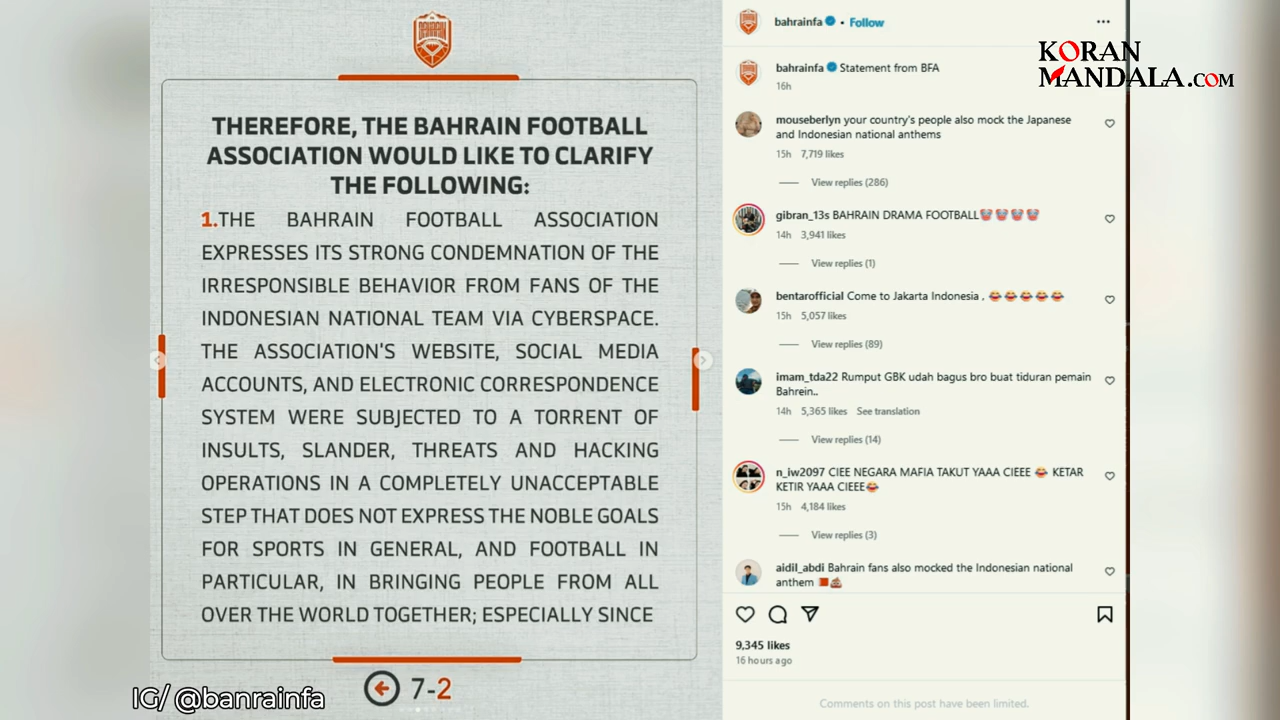 BAHRAIN
THEREFORE, THE BAHRAIN FOOTBALL
ASSOCIATION WOULD LIKE TO CLARIFY
THE FOLLOWING:
1.THE BAHRAIN FOOTBALL ASSOCIATION
EXPRESSES ITS STRONG CONDEMNATION OF THE
IRRESPONSIBLE BEHAVIOR FROM FANS OF THE
INDONESIAN NATIONAL TEAM VIA CYBERSPACE.
THE ASSOCIATION'S WEBSITE, SOCIAL MEDIA
ACCOUNTS, AND ELECTRONIC CORRESPONDENCE
SYSTEM WERE SUBJECTED TO A TORRENT OF
INSULTS, SLANDER, THREATS AND HACKING
OPERATIONS IN A COMPLETELY UNACCEPTABLE
STEP THAT DOES NOT EXPRESS THE NOBLE GOALS
FOR SPORTS IN GENERAL, AND FOOTBALL IN
PARTICULAR, IN BRINGING PEOPLE FROM ALL
OVER THE WORLD TOGETHER; ESPECIALLY SINCE
7-2
IG/ @banrainfa
bahrainfa • Follow
...
KORAN
MANDALA.COM
bahrainfa Statement from BFA
16h
mouseberlyn your country's people also mock the Japanese
and Indonesian national anthems
15h 7,719 likes
View replies (286)
gibran_13s BAHRAIN DRAMA FOOTBALL🤡🤡🤡🤡
14h 3,941 likes
View replies (1)
bentarofficial Come to Jakarta Indonesia , 😂😂😂😂😂
15h 5,057 likes
View replies (89)
imam_tda22 Rumput GBK udah bagus bro buat tiduran pemain
Bahrein..
14h 5,365 likes See translation
View replies (14)
n_iw2097 CIEE NEGARA MAFIA TAKUT YAAA CIEEE 😂 KETAR
KETIR YAAA CIEEE😂
15h 4,184 likes
View replies (3)
aidil_abdi Bahrain fans also mocked the Indonesian national
anthem 🇧🇭💩
9,345 likes
16 hours ago
Comments on this post have been limited.